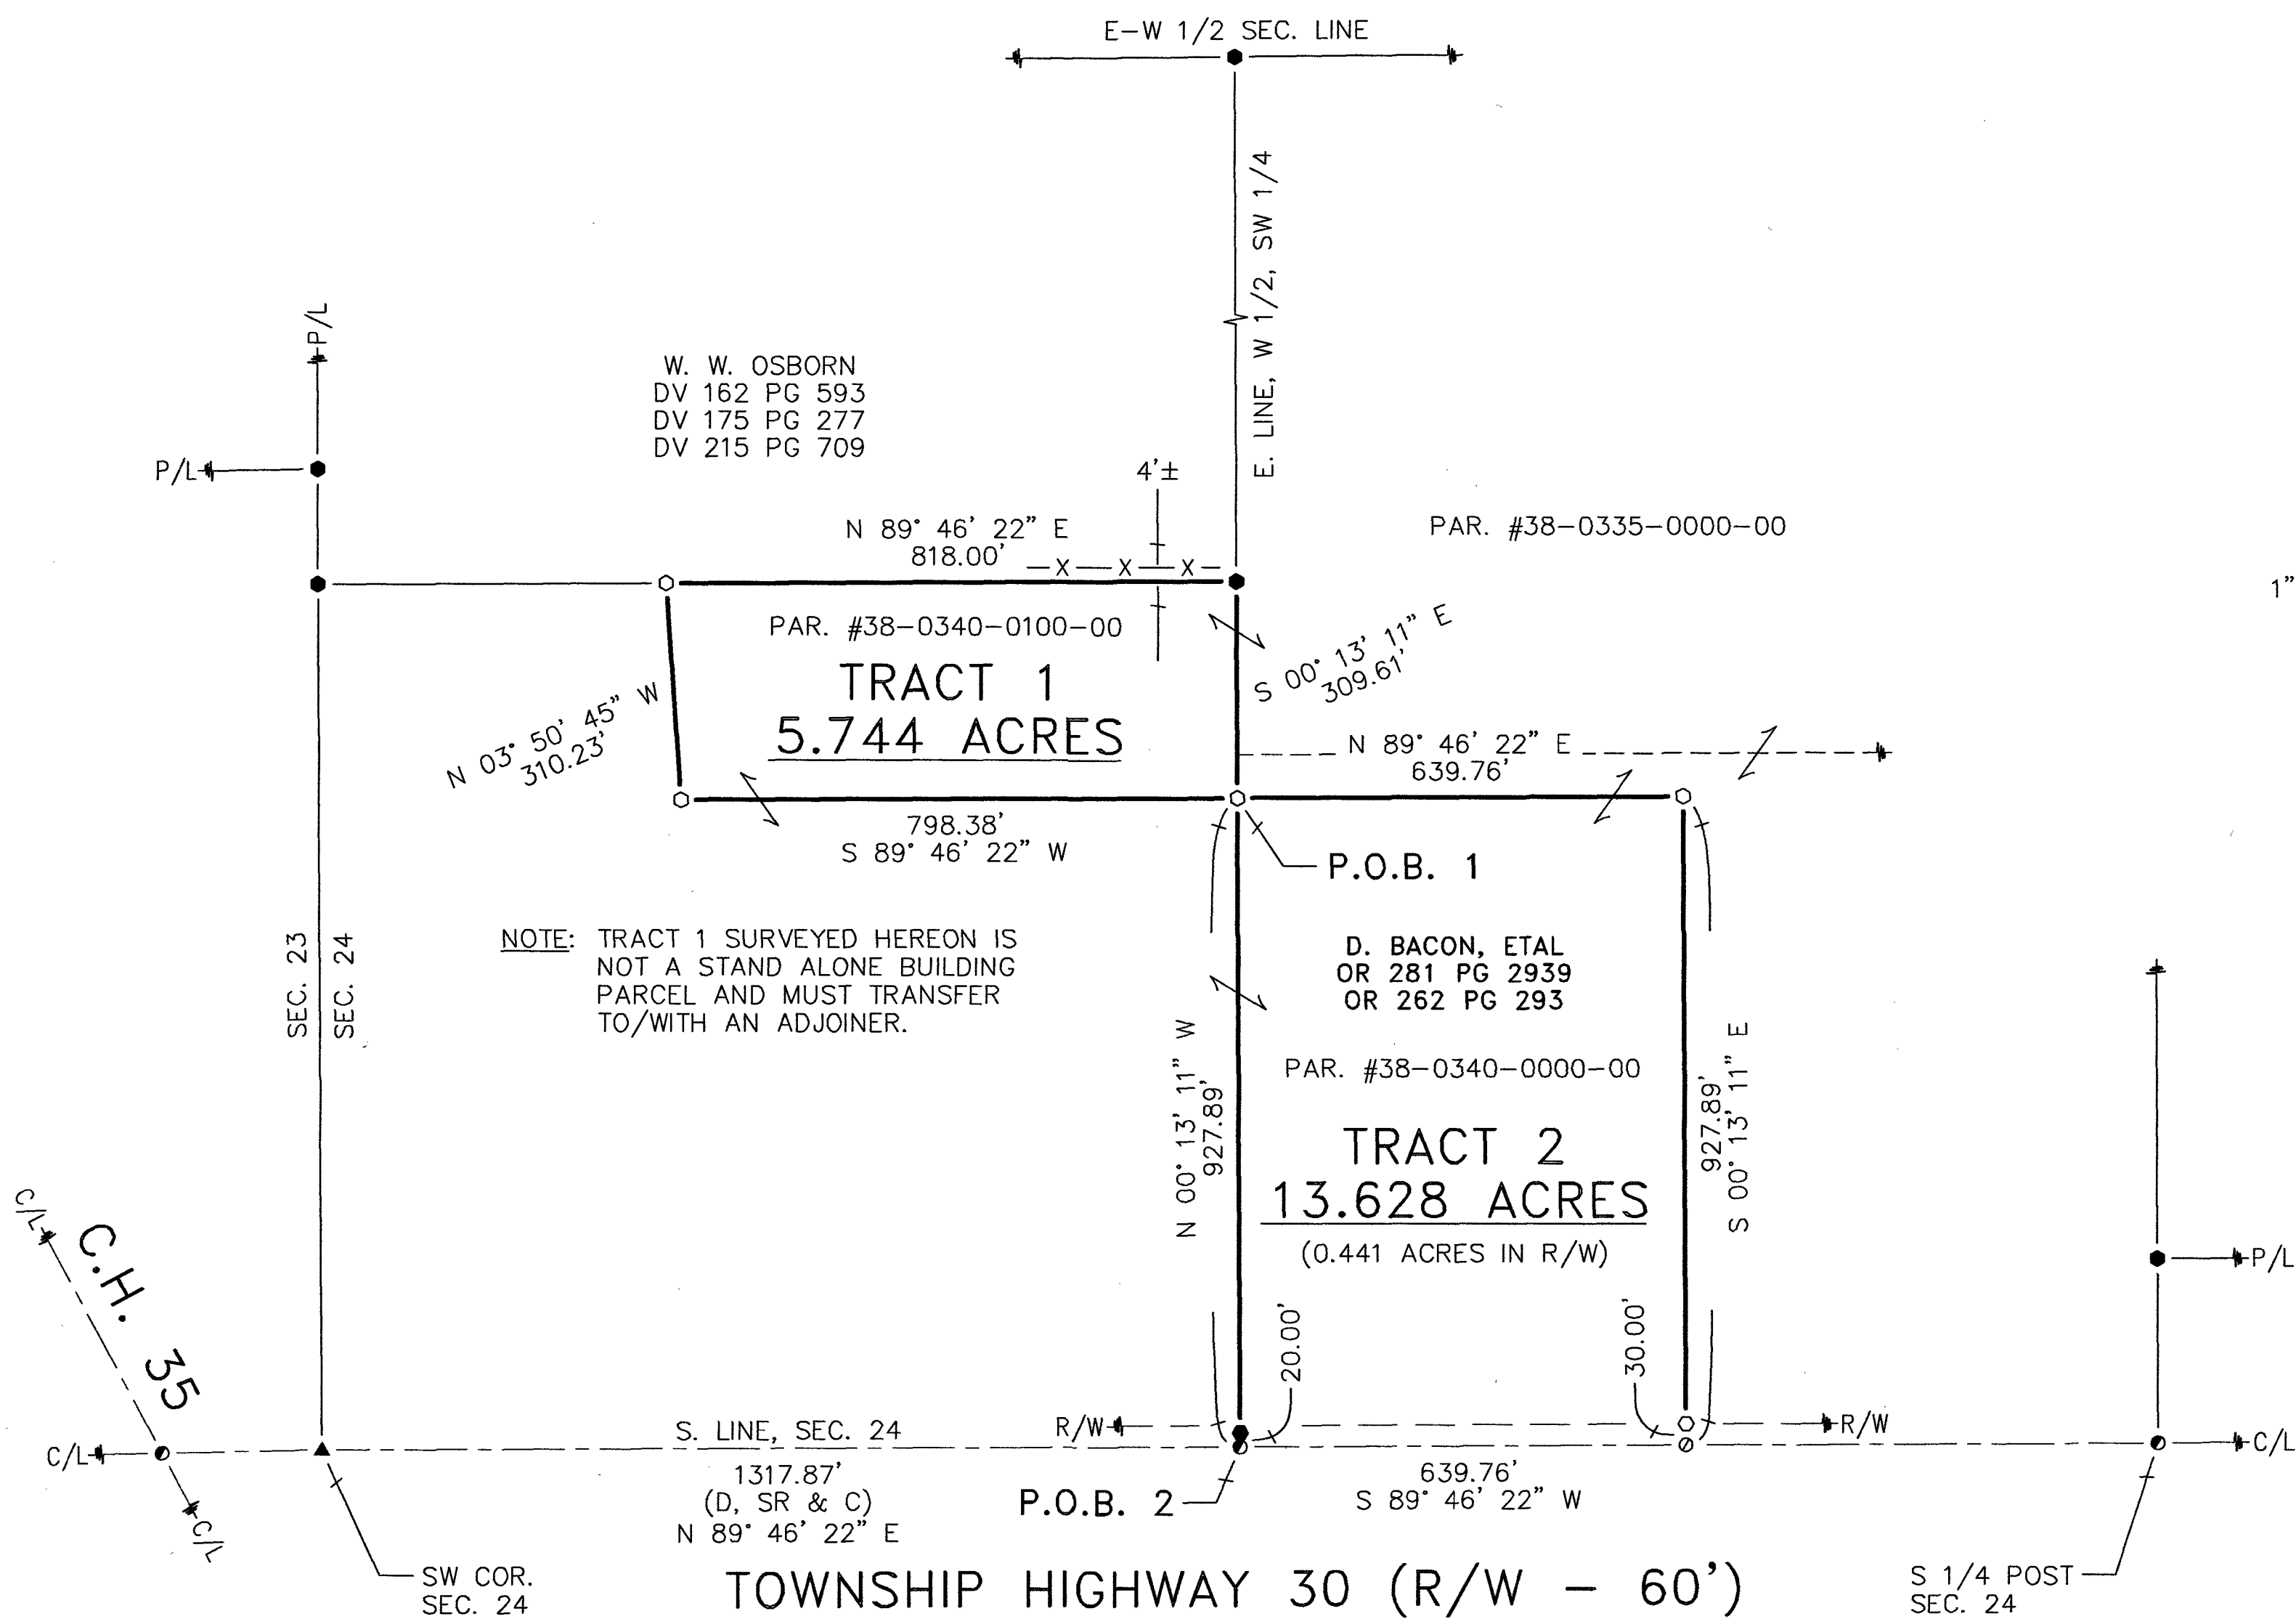 E-W 1/2 SEC. LINE
E. LINE, W 1/2, SW 1/4
P/L
W. W. OSBORN
DV 162 PG 593
DV 175 PG 277
DV 215 PG 709
P/L
4'±
N 89° 46' 22" E
818.00'
X X X
PAR. #38-0335-0000-00
1"
PAR. #38-0340-0100-00
TRACT 1
5.744 ACRES
S 00° 13' 11" E
309.61'
N 03° 50' 45" W
310.23'
N 89° 46' 22" E
639.76'
798.38'
S 89° 46' 22" W
P.O.B. 1
SEC. 23
SEC. 24
NOTE: TRACT 1 SURVEYED HEREON IS
NOT A STAND ALONE BUILDING
PARCEL AND MUST TRANSFER
TO/WITH AN ADJOINER.
D. BACON, ETAL
OR 281 PG 2939
OR 262 PG 293
PAR. #38-0340-0000-00
N 00° 13' 11" W
927.89'
927.89'
S 00° 13' 11" E
TRACT 2
13.628 ACRES
(0.441 ACRES IN R/W)
C/L
C.H. 35
P/L
20.00'
30.00'
S. LINE, SEC. 24
R/W
R/W
C/L
C/L
1317.87'
(D, SR & C)
N 89° 46' 22" E
P.O.B. 2
639.76'
S 89° 46' 22" W
C/L
SW COR.
SEC. 24
TOWNSHIP HIGHWAY 30 (R/W - 60')
S 1/4 POST
SEC. 24